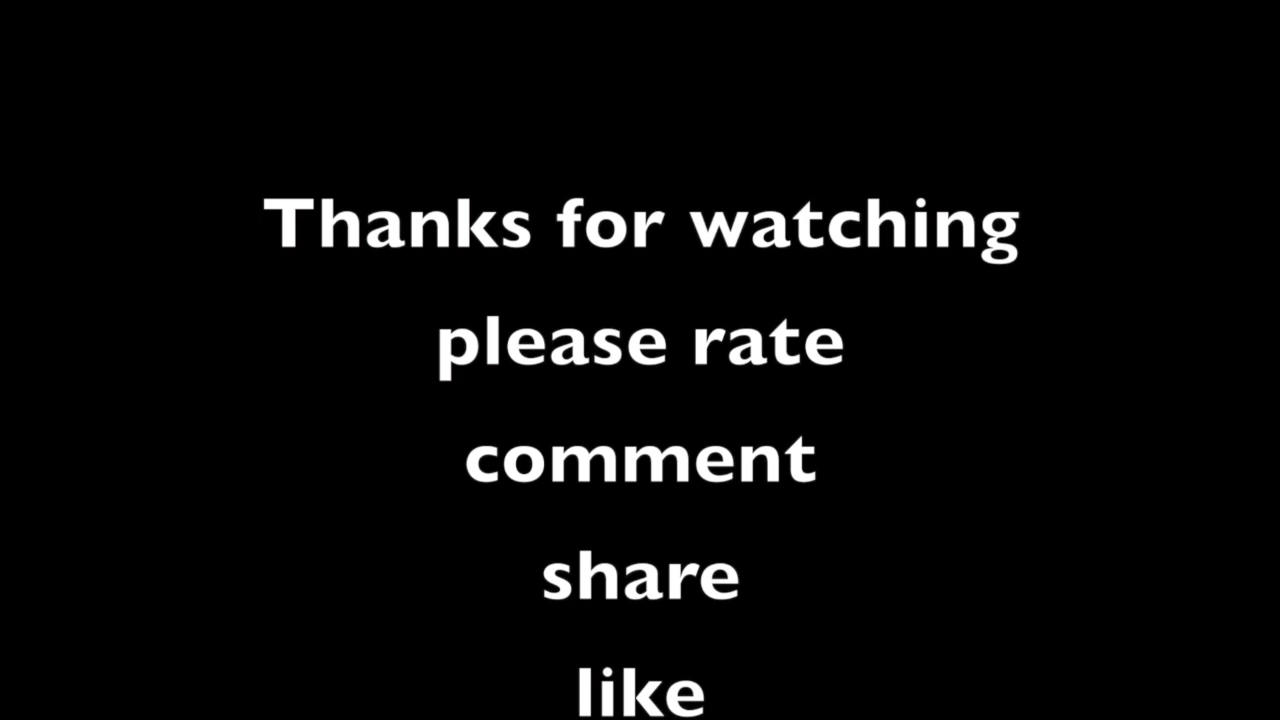 Thanks for watching
please rate
comment
share
like